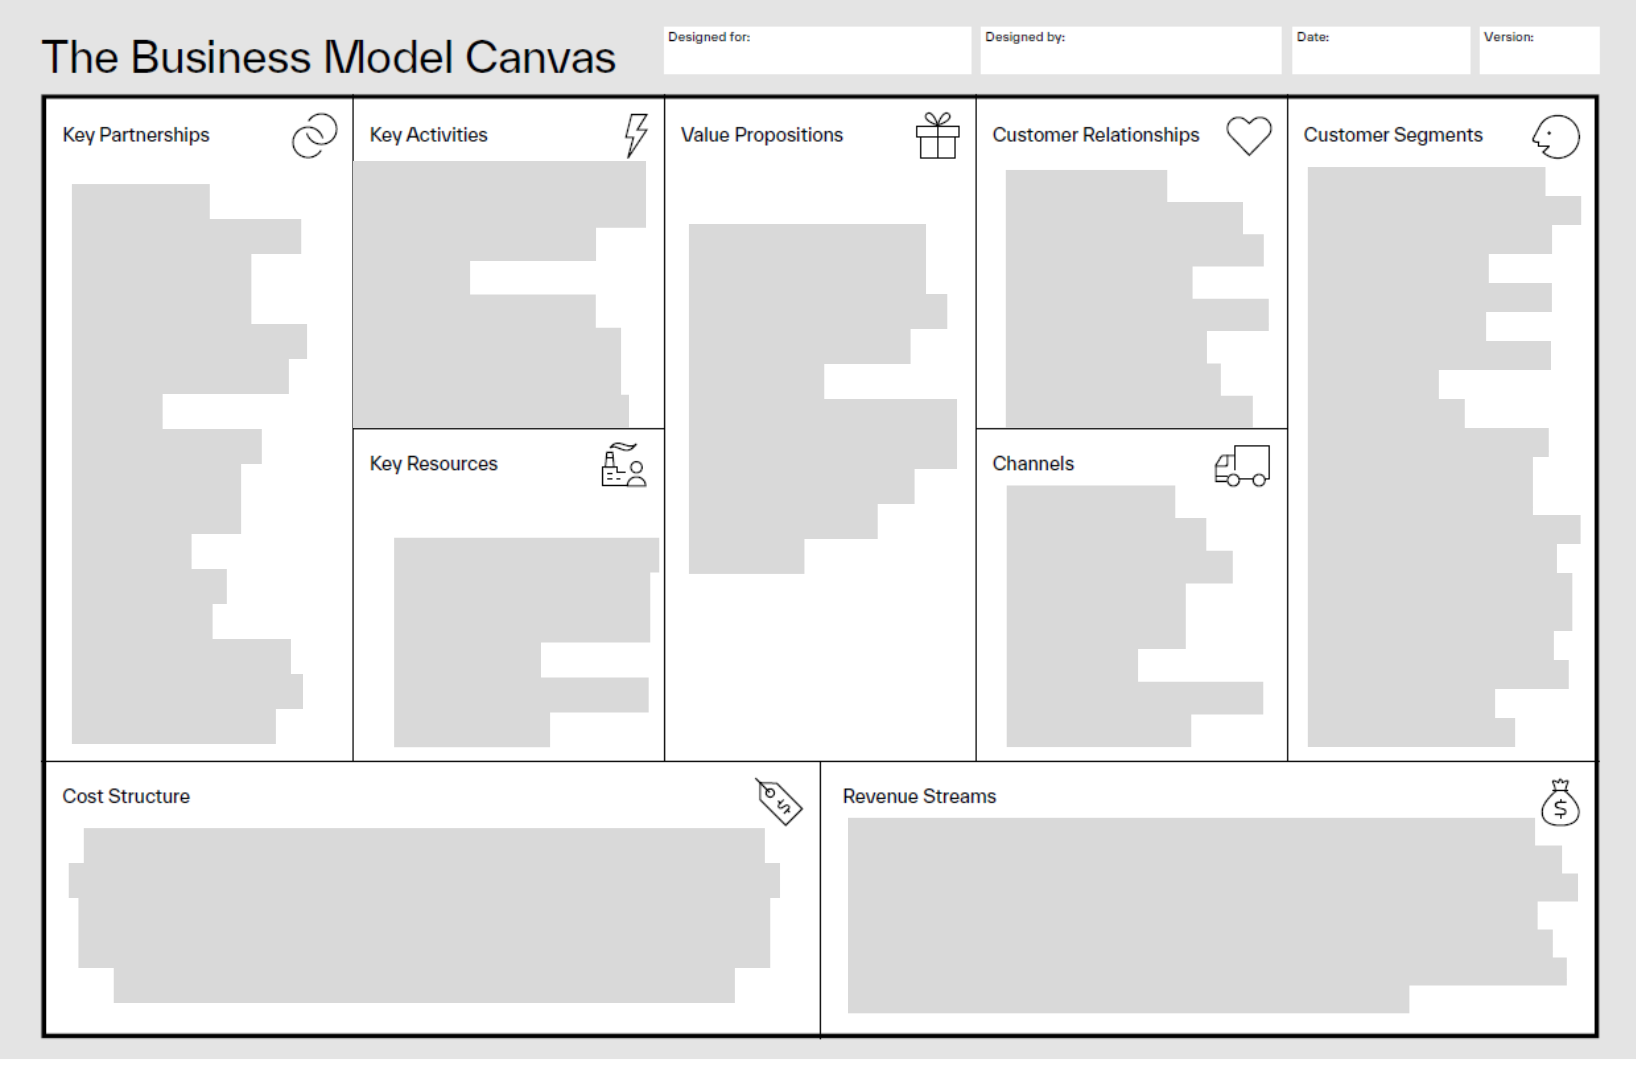 The Business Model Canvas
Designed for:
Designed by:
Date:
Version:
Key Partnerships
Key Activities
Value Propositions
Customer Relationships
Customer Segments
Key Resources
Channels
Cost Structure
Revenue Streams